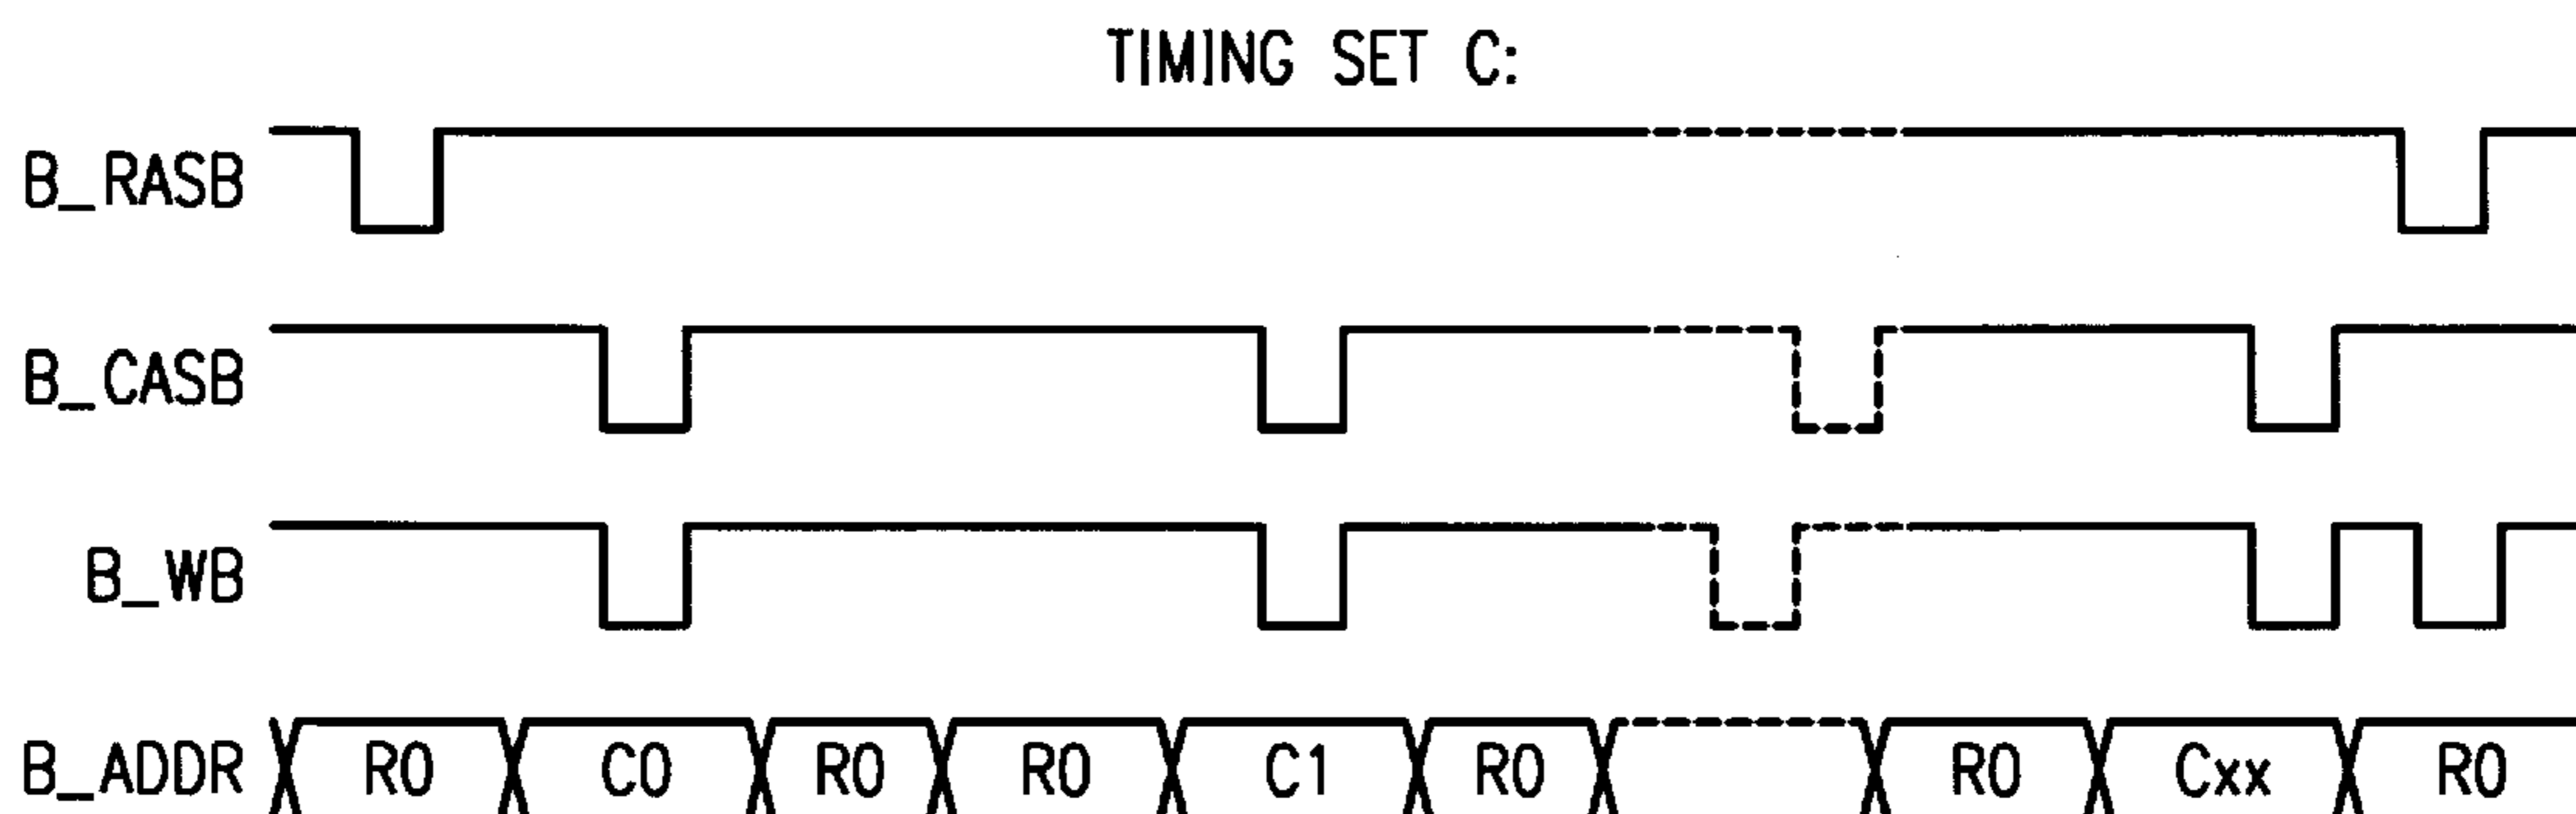 TIMING SET C:
B_RASB
B_CASB
B_WB
B_ADDR R0 C0 R0 R0 C1 R0 R0 Cxx R0